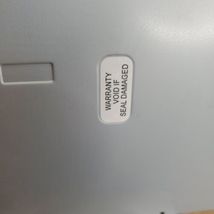 WARRANTY
VOID IF
SEAL DAMAGED